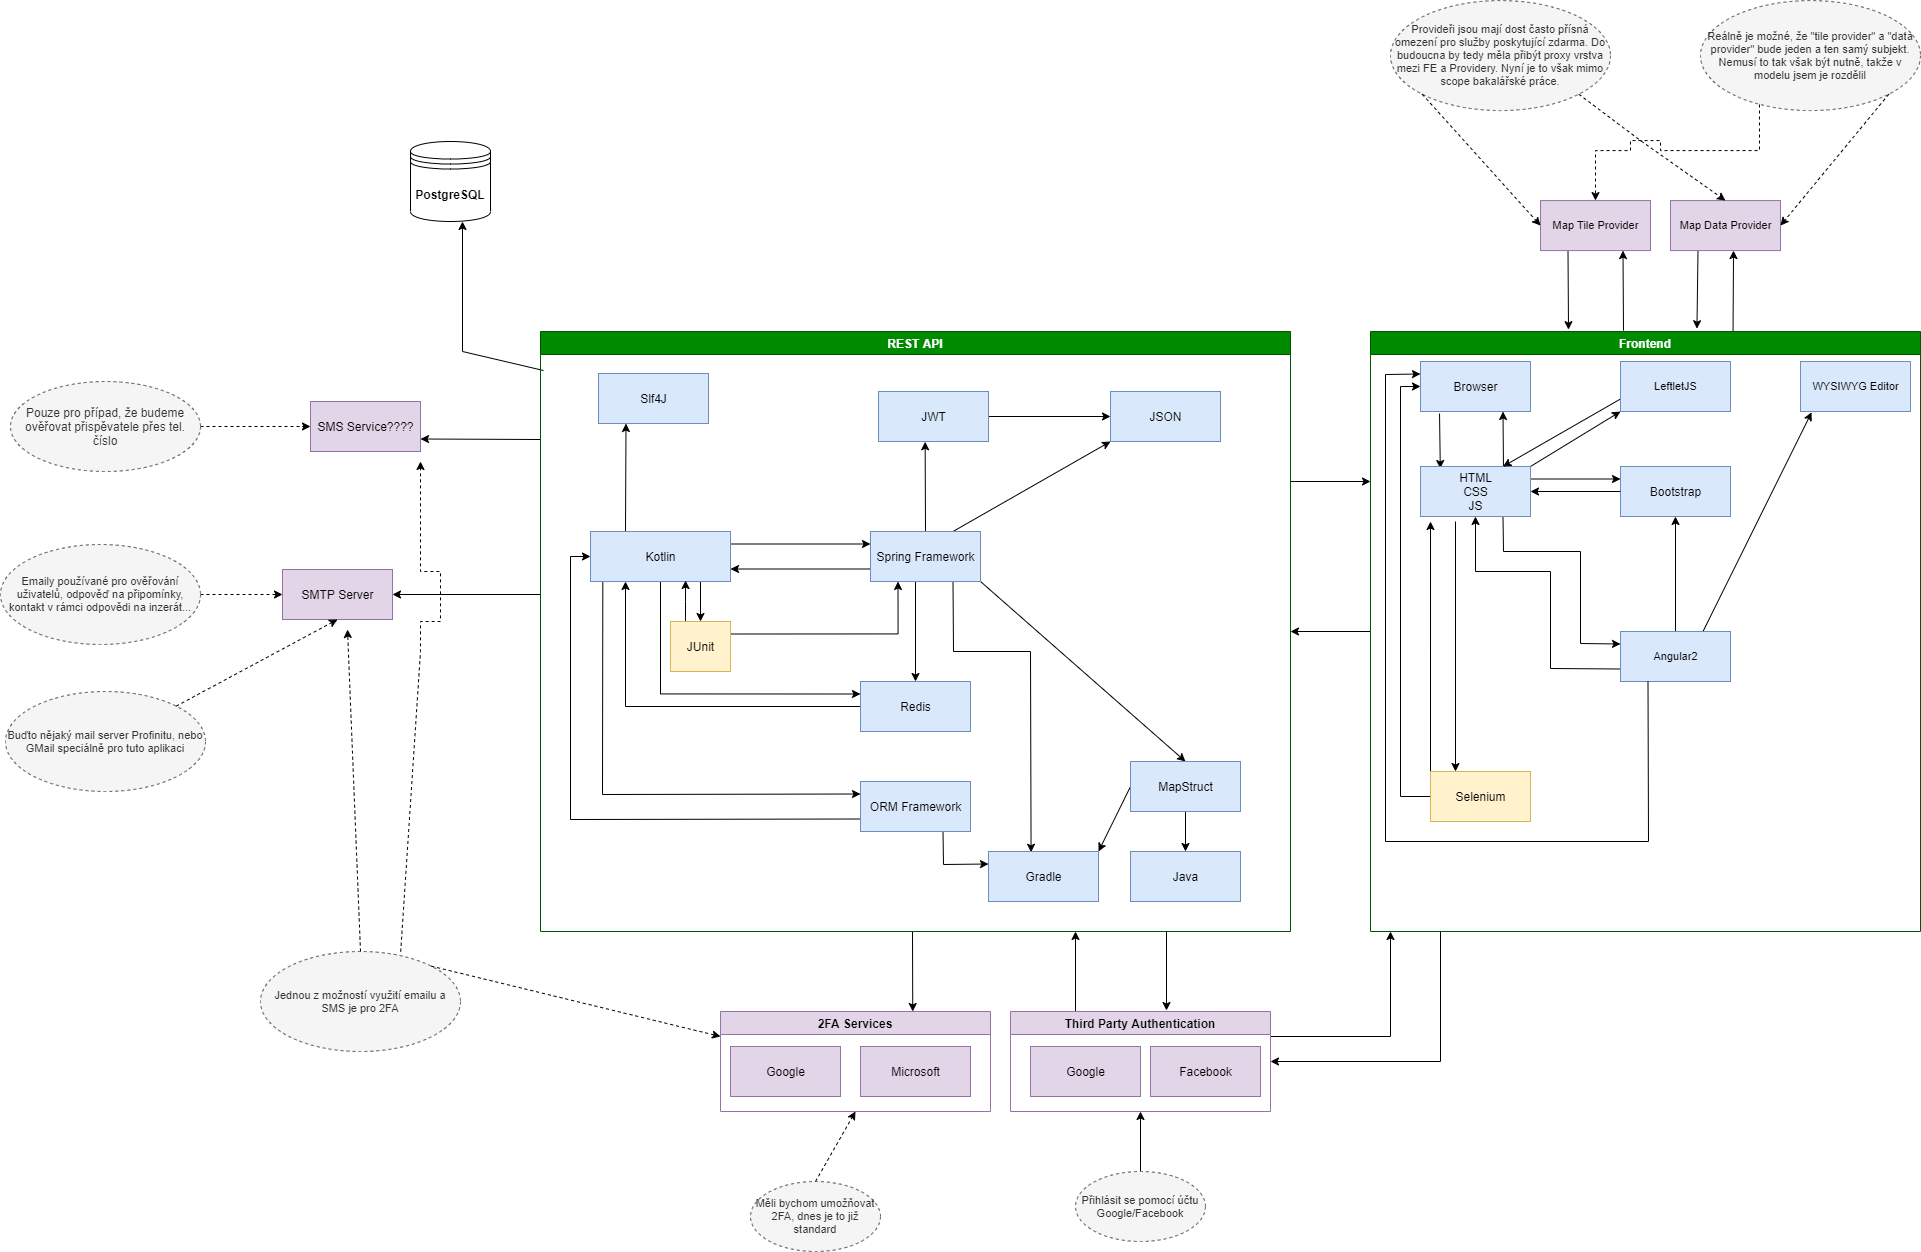 Provideři jsou mají dost často přísná
omezení pro služby poskytující zdarma. Do
budoucna by tedy měla přibýt proxy vrstva
mezi FE a Providery. Nyní je to však mimo
scope bakalářské práce.
Reálně je možné, že "tile provider" a "data
provider" bude jeden a ten samý subjekt.
Nemusí to tak však být nutně, takže v
modelu jsem je rozdělil
PostgreSQL
Map Tile Provider
Map Data Provider
REST API
Frontend
Slf4J
JWT
JSON
Browser
LeftletJS
WYSIWYG Editor
Pouze pro případ, že budeme
ověřovat přispěvatele přes tel.
číslo
SMS Service????
HTML
CSS
JS
Bootstrap
Kotlin
Spring Framework
Emaily používané pro ověřování
uživatelů, odpověď na připomínky,
kontakt v rámci odpovědi na inzerát...
SMTP Server
JUnit
Angular2
Redis
Buďto nějaký mail server Profinitu, nebo
GMail speciálně pro tuto aplikaci
MapStruct
Selenium
ORM Framework
Gradle
Java
Jednou z možností využití emailu a
SMS je pro 2FA
2FA Services
Google
Microsoft
Third Party Authentication
Google
Facebook
Měli bychom umožňovat
2FA, dnes je to již
standard
Přihlásit se pomocí účtu
Google/Facebook